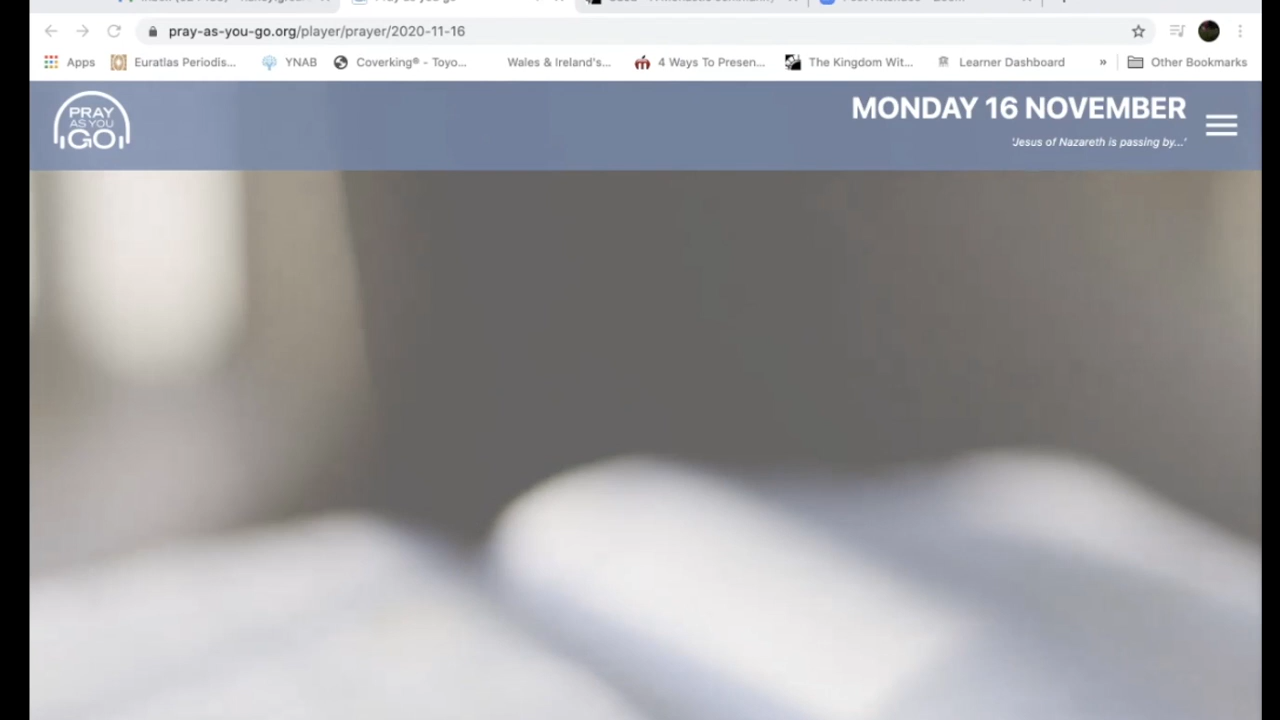 pray-as-you-go.org/player/prayer/2020-11-16
Apps
Euratlas Periodis...
YNAB
Coverking® - Toyo...
Wales & Ireland's...
4 Ways To Presen...
The Kingdom Wit...
Learner Dashboard
»
Other Bookmarks
PRAY
AS YOU
GO
MONDAY 16 NOVEMBER
'Jesus of Nazareth is passing by...'